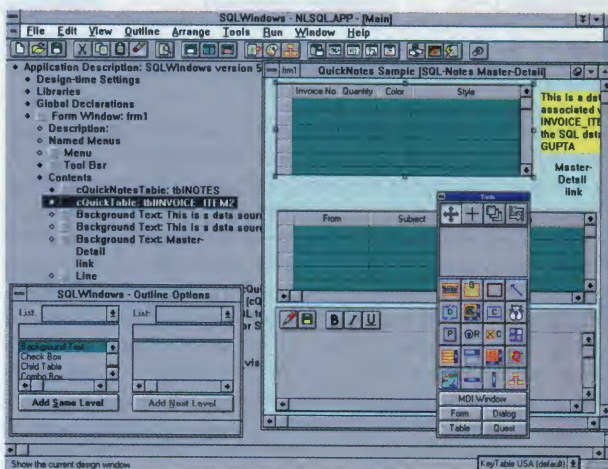 SQLWindows - NLSQL.APP - [Main]
File Edit View Outline Arrange Tools Run Window Help
Application Description: SQLWindows version 5
Design-time Settings
Libraries
Global Declarations
Form Window: frm1
Description:
Named Menus
Menu
Tool Bar
Contents
cQuickNotesTable: tblNOTES
cQuickTable: tblINVOICE_ITEM2
Background Text: This is a data sour
Background Text: This is a data sour
Background Text: Master-
Detail
link
Line
hm1 QuickNotes Sample [SQL-Notes Master-Detail]
Invoice No Quantity Color Style
This is a dat
associated v
INVOICE_ITE
the SQL data
GUPTA
Master-
Detail
link
From Subject
B I U
Tools
MDI Window
Form Dialog
Table Quest
SQLWindows - Outline Options
List: List:
Background Text
Check Box
Child Table
Combo Box
Add Same Level Add Next Level
Show the current design window
KeyTable USA (default)